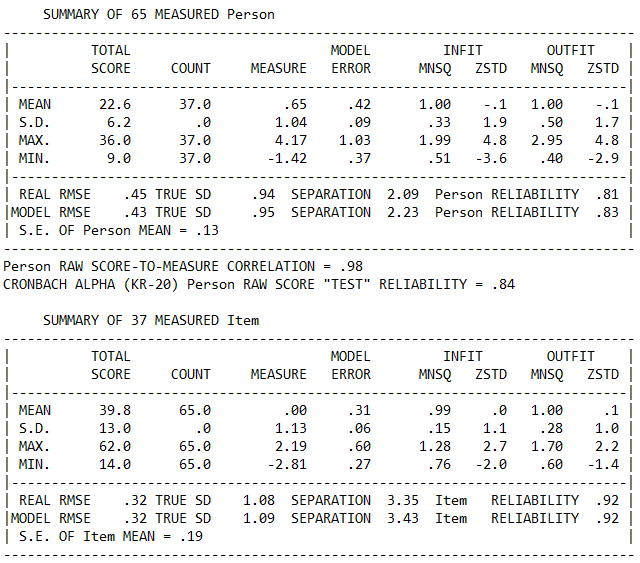 SUMMARY OF 65 MEASURED Person
-------------------------------------------------------------------------------
|          TOTAL                         MODEL         INFIT        OUTFIT    |
|          SCORE     COUNT     MEASURE   ERROR      MNSQ   ZSTD   MNSQ   ZSTD |
|-----------------------------------------------------------------------------|
| MEAN      22.6      37.0         .65     .42      1.00    -.1   1.00    -.1 |
| S.D.       6.2        .0        1.04     .09       .33    1.9    .50    1.7 |
| MAX.      36.0      37.0        4.17    1.03      1.99    4.8   2.95    4.8 |
| MIN.       9.0      37.0       -1.42     .37       .51   -3.6    .40   -2.9 |
|-----------------------------------------------------------------------------|
| REAL RMSE    .45 TRUE SD     .94  SEPARATION  2.09  Person RELIABILITY  .81 |
|MODEL RMSE    .43 TRUE SD     .95  SEPARATION  2.23  Person RELIABILITY  .83 |
| S.E. OF Person MEAN = .13                                                   |
-------------------------------------------------------------------------------
Person RAW SCORE-TO-MEASURE CORRELATION = .98
CRONBACH ALPHA (KR-20) Person RAW SCORE "TEST" RELIABILITY = .84
SUMMARY OF 37 MEASURED Item
-------------------------------------------------------------------------------
|          TOTAL                         MODEL         INFIT        OUTFIT    |
|          SCORE     COUNT     MEASURE   ERROR      MNSQ   ZSTD   MNSQ   ZSTD |
|-----------------------------------------------------------------------------|
| MEAN      39.8      65.0         .00     .31       .99     .0   1.00     .1 |
| S.D.      13.0        .0        1.13     .06       .15    1.1    .28    1.0 |
| MAX.      62.0      65.0        2.19     .60      1.28    2.7   1.70    2.2 |
| MIN.      14.0      65.0       -2.81     .27       .76   -2.0    .60   -1.4 |
|-----------------------------------------------------------------------------|
| REAL RMSE    .32 TRUE SD    1.08  SEPARATION  3.35  Item   RELIABILITY  .92 |
|MODEL RMSE    .32 TRUE SD    1.09  SEPARATION  3.43  Item   RELIABILITY  .92 |
| S.E. OF Item MEAN = .19                                                     |
-------------------------------------------------------------------------------